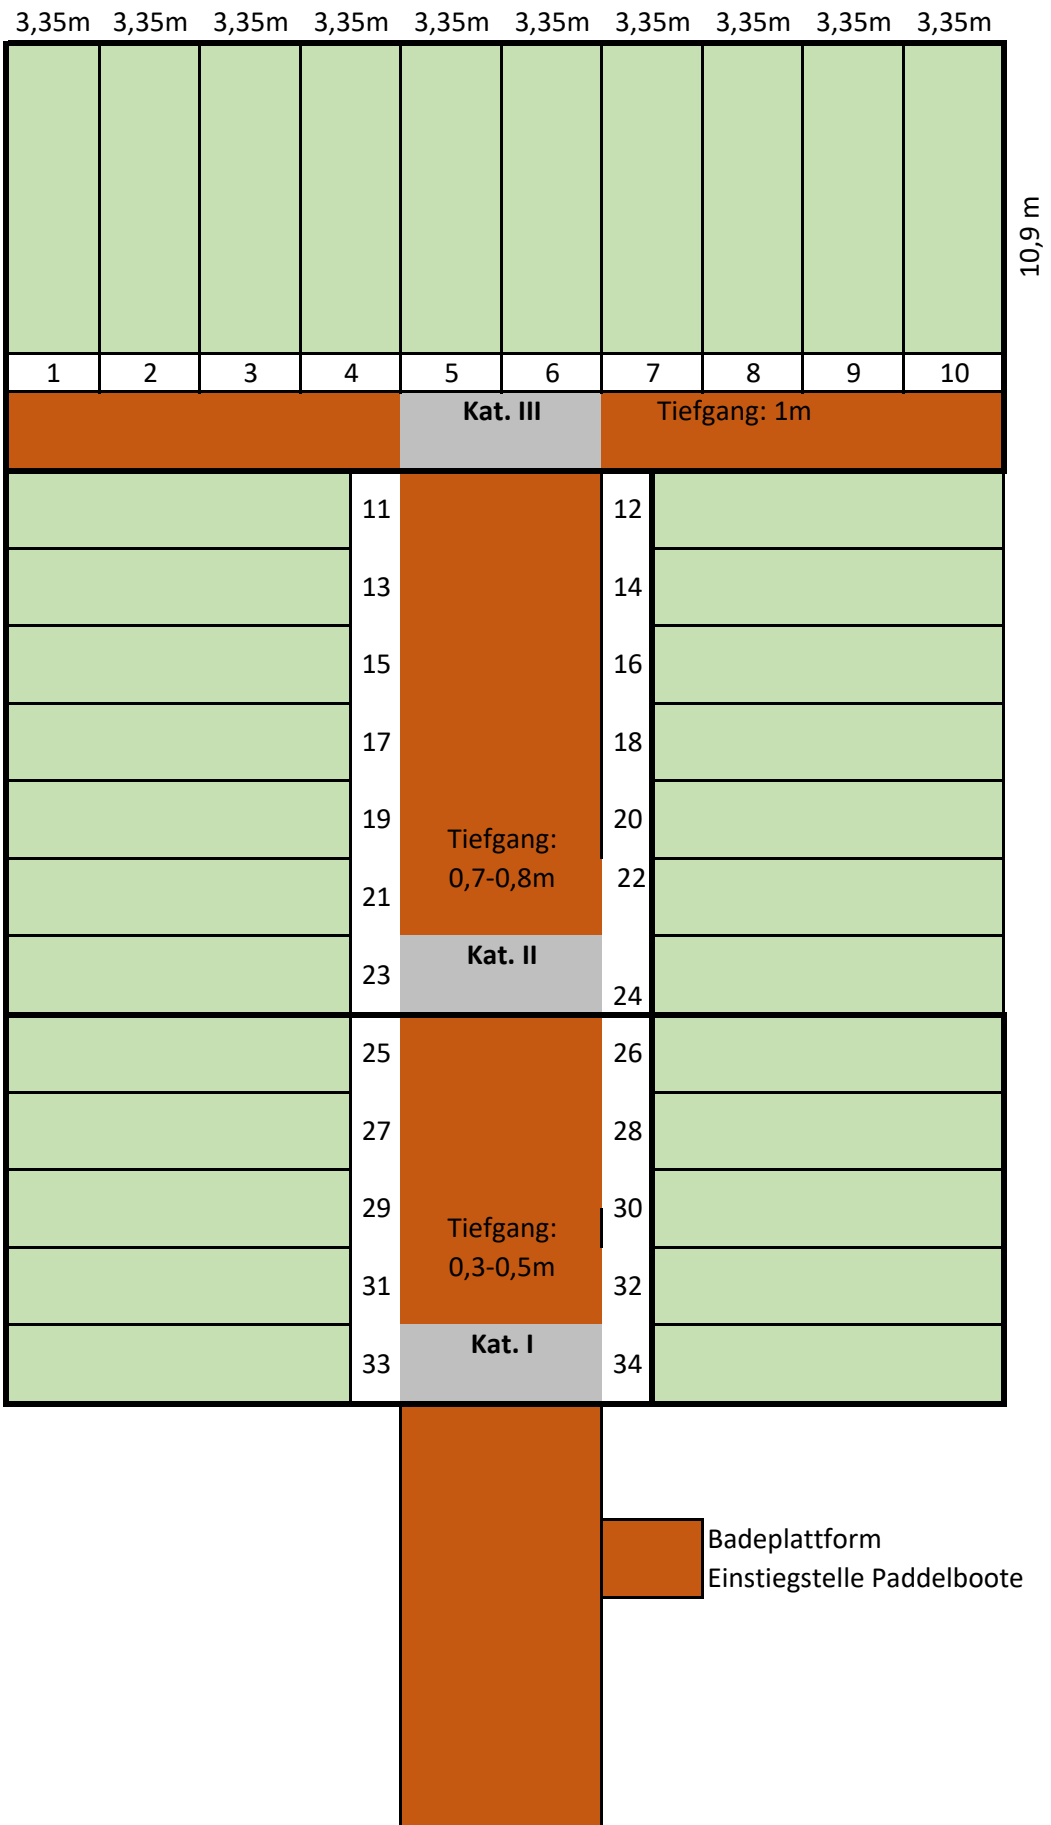 3,35m 3,35m 3,35m 3,35m 3,35m 3,35m 3,35m 3,35m 3,35m 3,35m
10,9 m
1 2 3 4 5 6 7 8 9 10
Kat. III Tiefgang: 1m
11 12
13 14
15 16
17 18
19 20
Tiefgang:
0,7-0,8m 22
21
Kat. II
23
24
25 26
27 28
29 30
Tiefgang:
0,3-0,5m
31 32
Kat. I
33 34
Badeplattform
Einstiegstelle Paddelboote